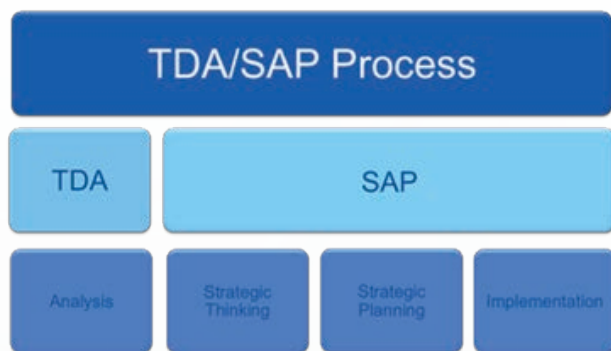 TDA/SAP Process
TDA
SAP
Analysis
Strategic
Thinking
Strategic
Planning
Implementation